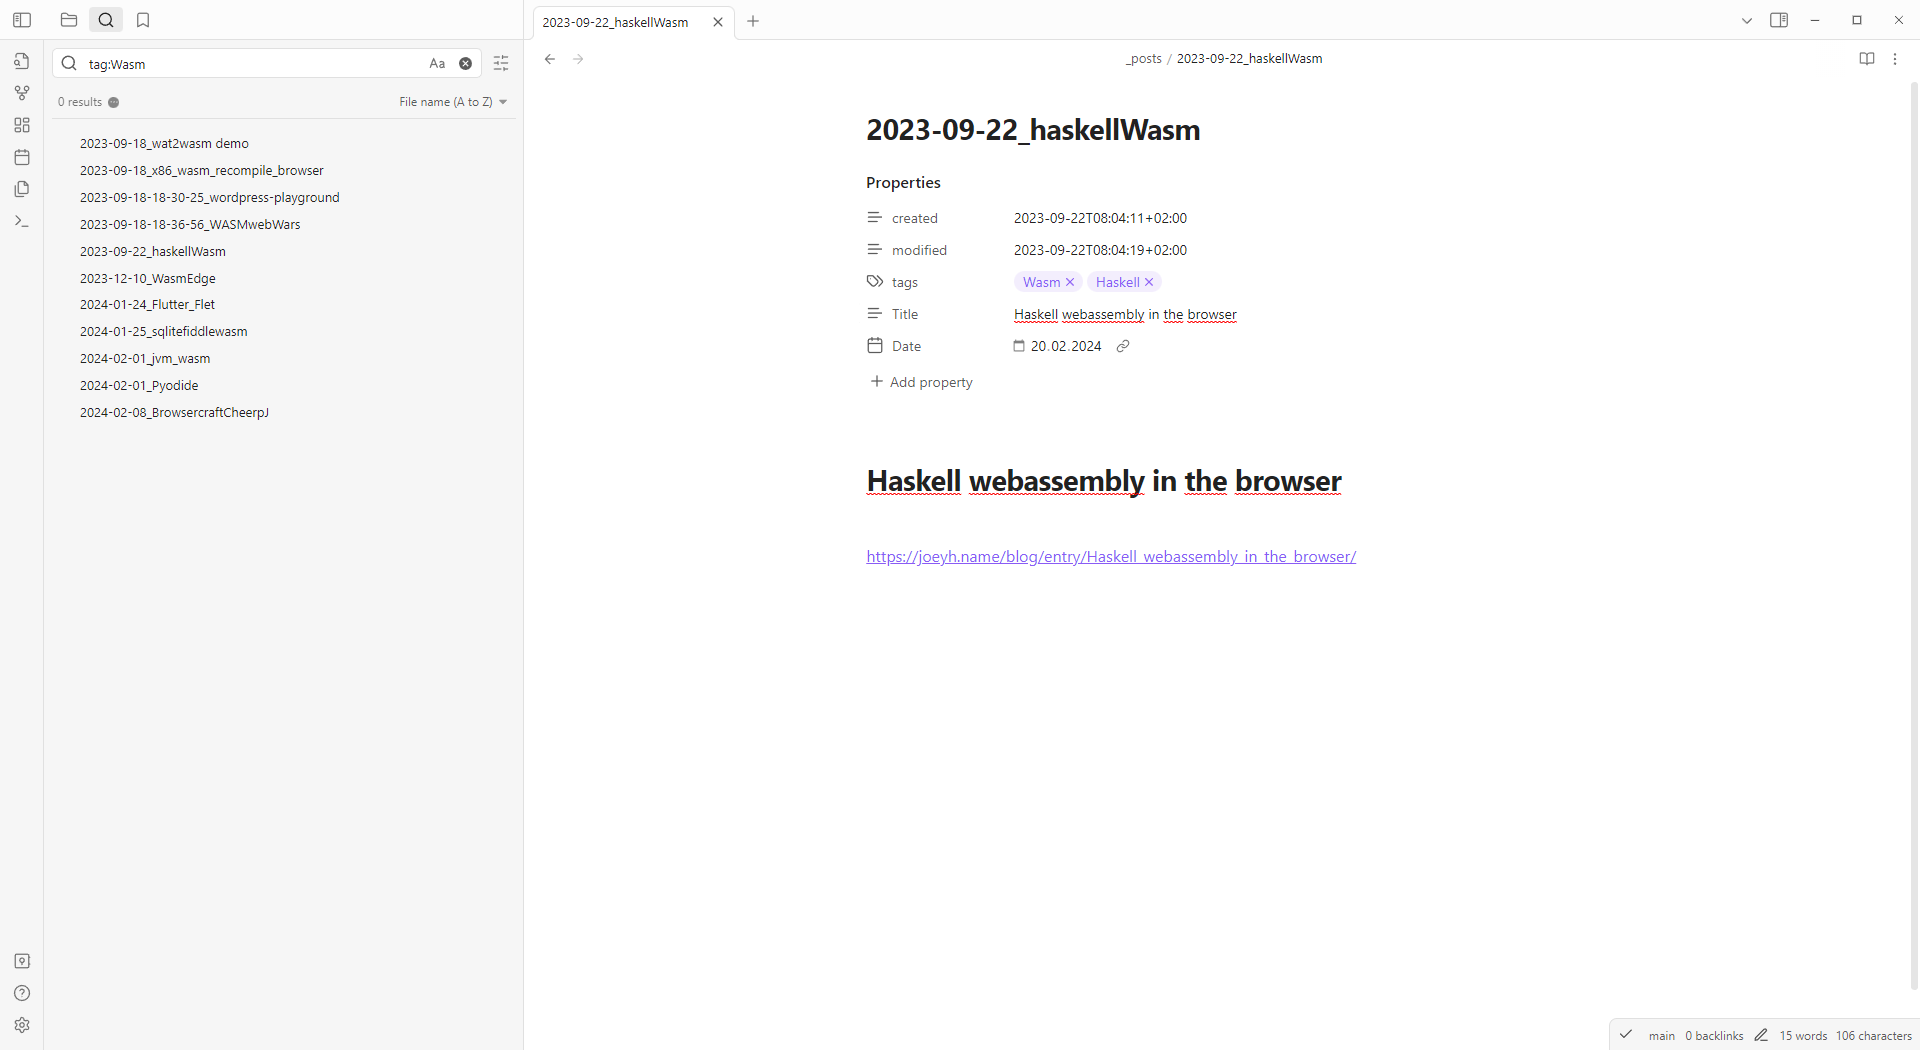 2023-09-22_haskellWasm
tag:Wasm
Aa
_posts / 2023-09-22_haskellWasm
0 results
File name (A to Z)
2023-09-18_wat2wasm demo
2023-09-18_x86_wasm_recompile_browser
2023-09-18-18-30-25_wordpress-playground
2023-09-18-18-36-56_WASMwebWars
2023-09-22_haskellWasm
2023-12-10_WasmEdge
2024-01-24_Flutter_Flet
2024-01-25_sqlitefiddlewasm
2024-02-01_jvm_wasm
2024-02-01_Pyodide
2024-02-08_BrowsercraftCheerpJ
2023-09-22_haskellWasm
Properties
created 2023-09-22T08:04:11+02:00
modified 2023-09-22T08:04:19+02:00
tags Wasm Haskell
Title Haskell webassembly in the browser
Date 20.02.2024
Add property
Haskell webassembly in the browser
https://joeyh.name/blog/entry/Haskell_webassembly_in_the_browser/
main 0 backlinks 15 words 106 characters